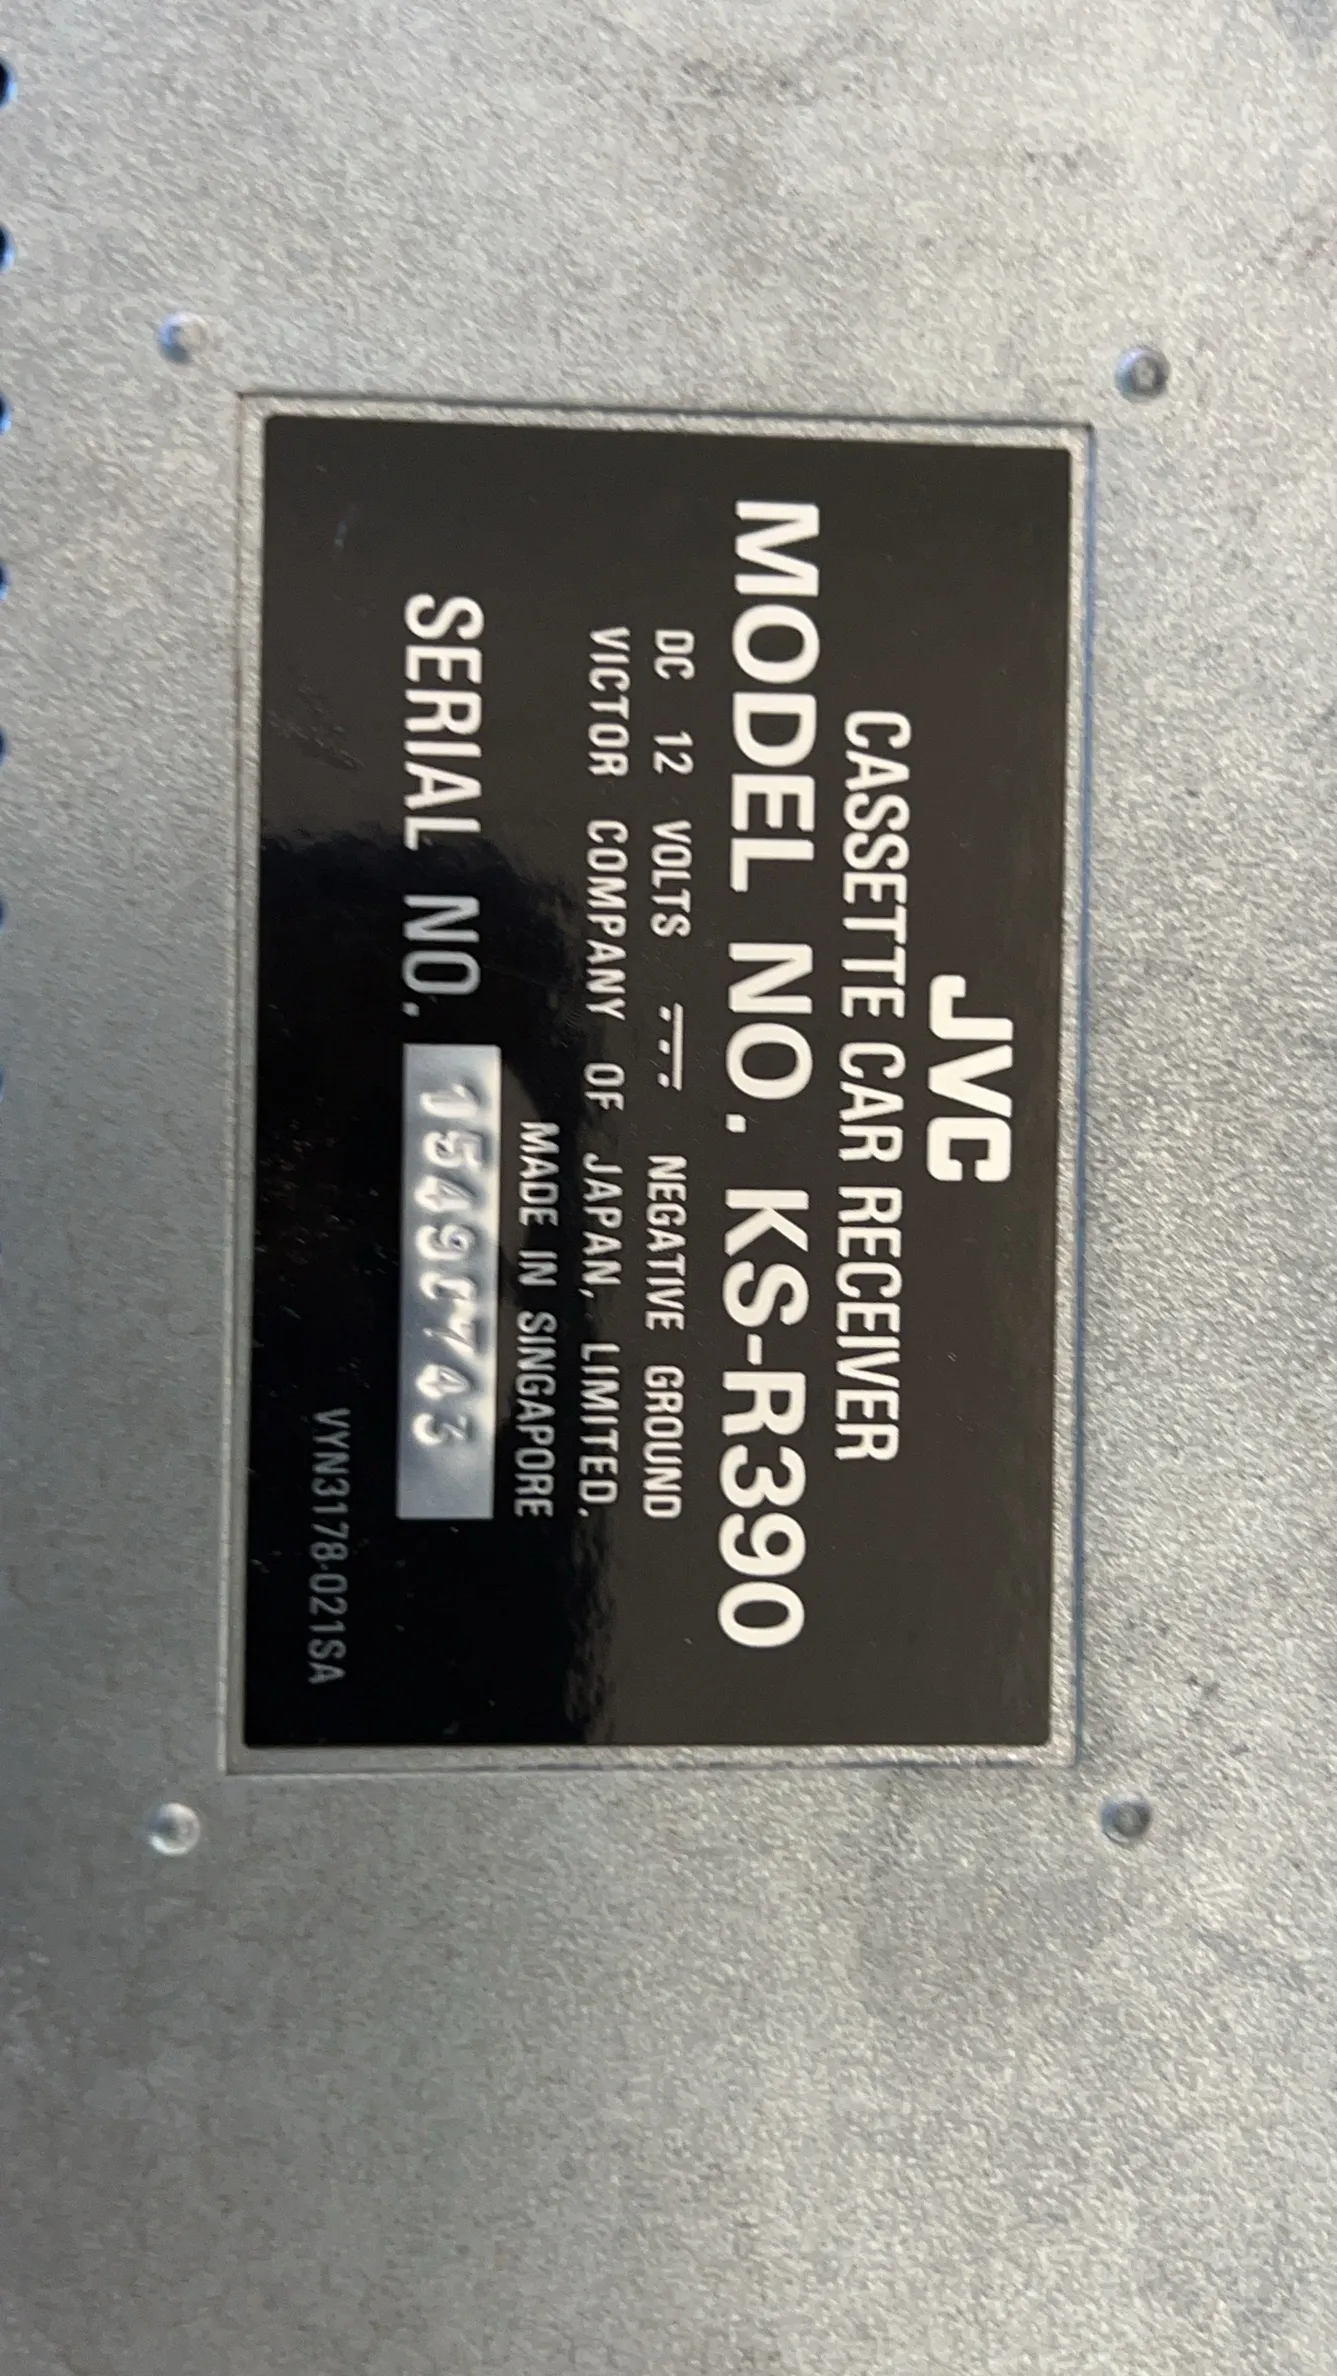 JVC
CASSETTE CAR RECEIVER
MODEL NO. KS-R390
DC 12 VOLTS ⎓ NEGATIVE GROUND
VICTOR COMPANY OF JAPAN, LIMITED.
MADE IN SINGAPORE
SERIAL NO.
VYN3178-021SA